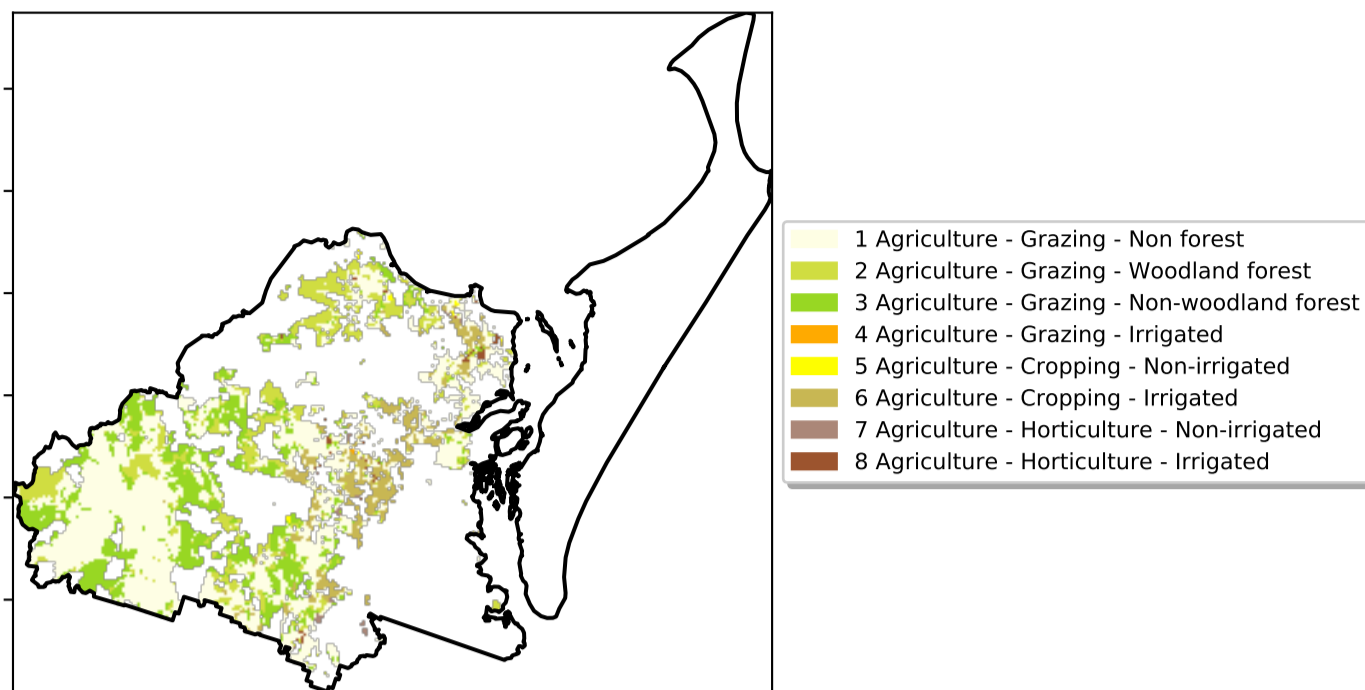 1 Agriculture - Grazing - Non forest
2 Agriculture - Grazing - Woodland forest
3 Agriculture - Grazing - Non-woodland forest
4 Agriculture - Grazing - Irrigated
5 Agriculture - Cropping - Non-irrigated
6 Agriculture - Cropping - Irrigated
7 Agriculture - Horticulture - Non-irrigated
8 Agriculture - Horticulture - Irrigated